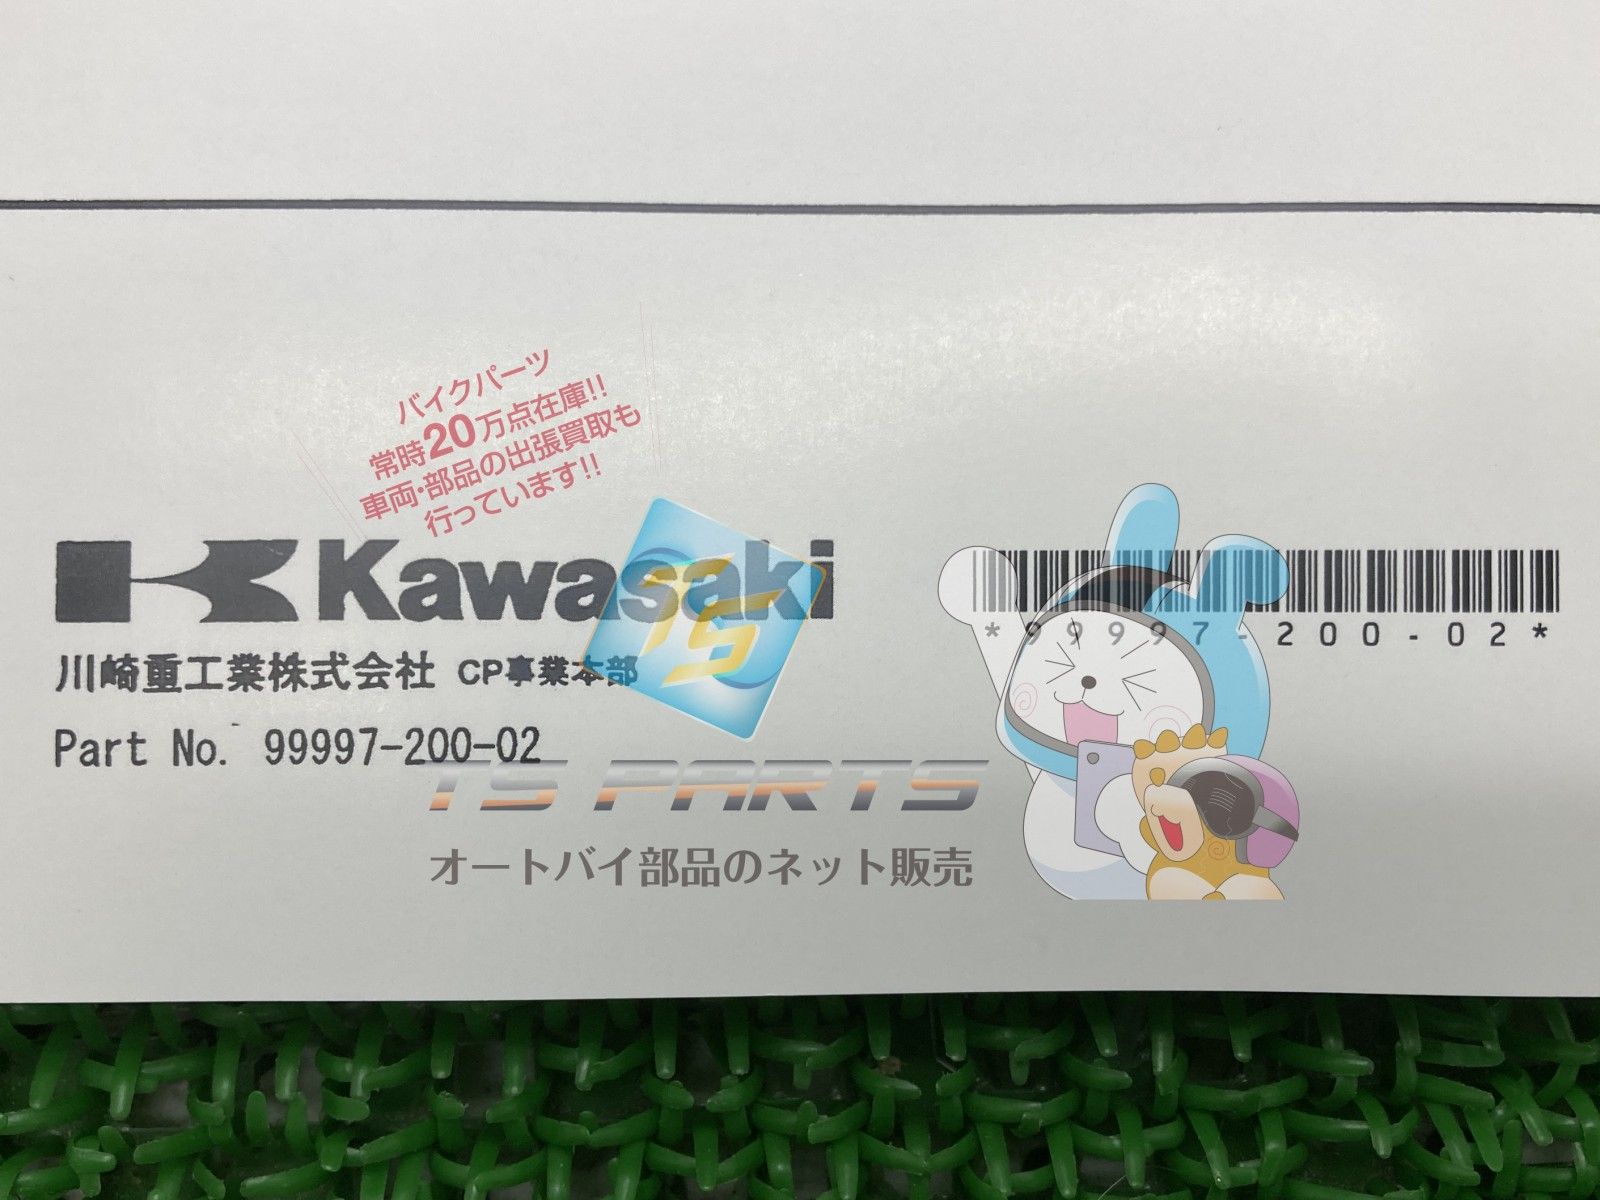 バイクパーツ
常時20万点在庫!!
車両・部品の出張買取も
行っています!!
Kawasaki
TS
*99997-200-02*
川崎重工業株式会社 CP事業本部
Part No. 99997-200-02
TS PARTS
オートバイ部品のネット販売